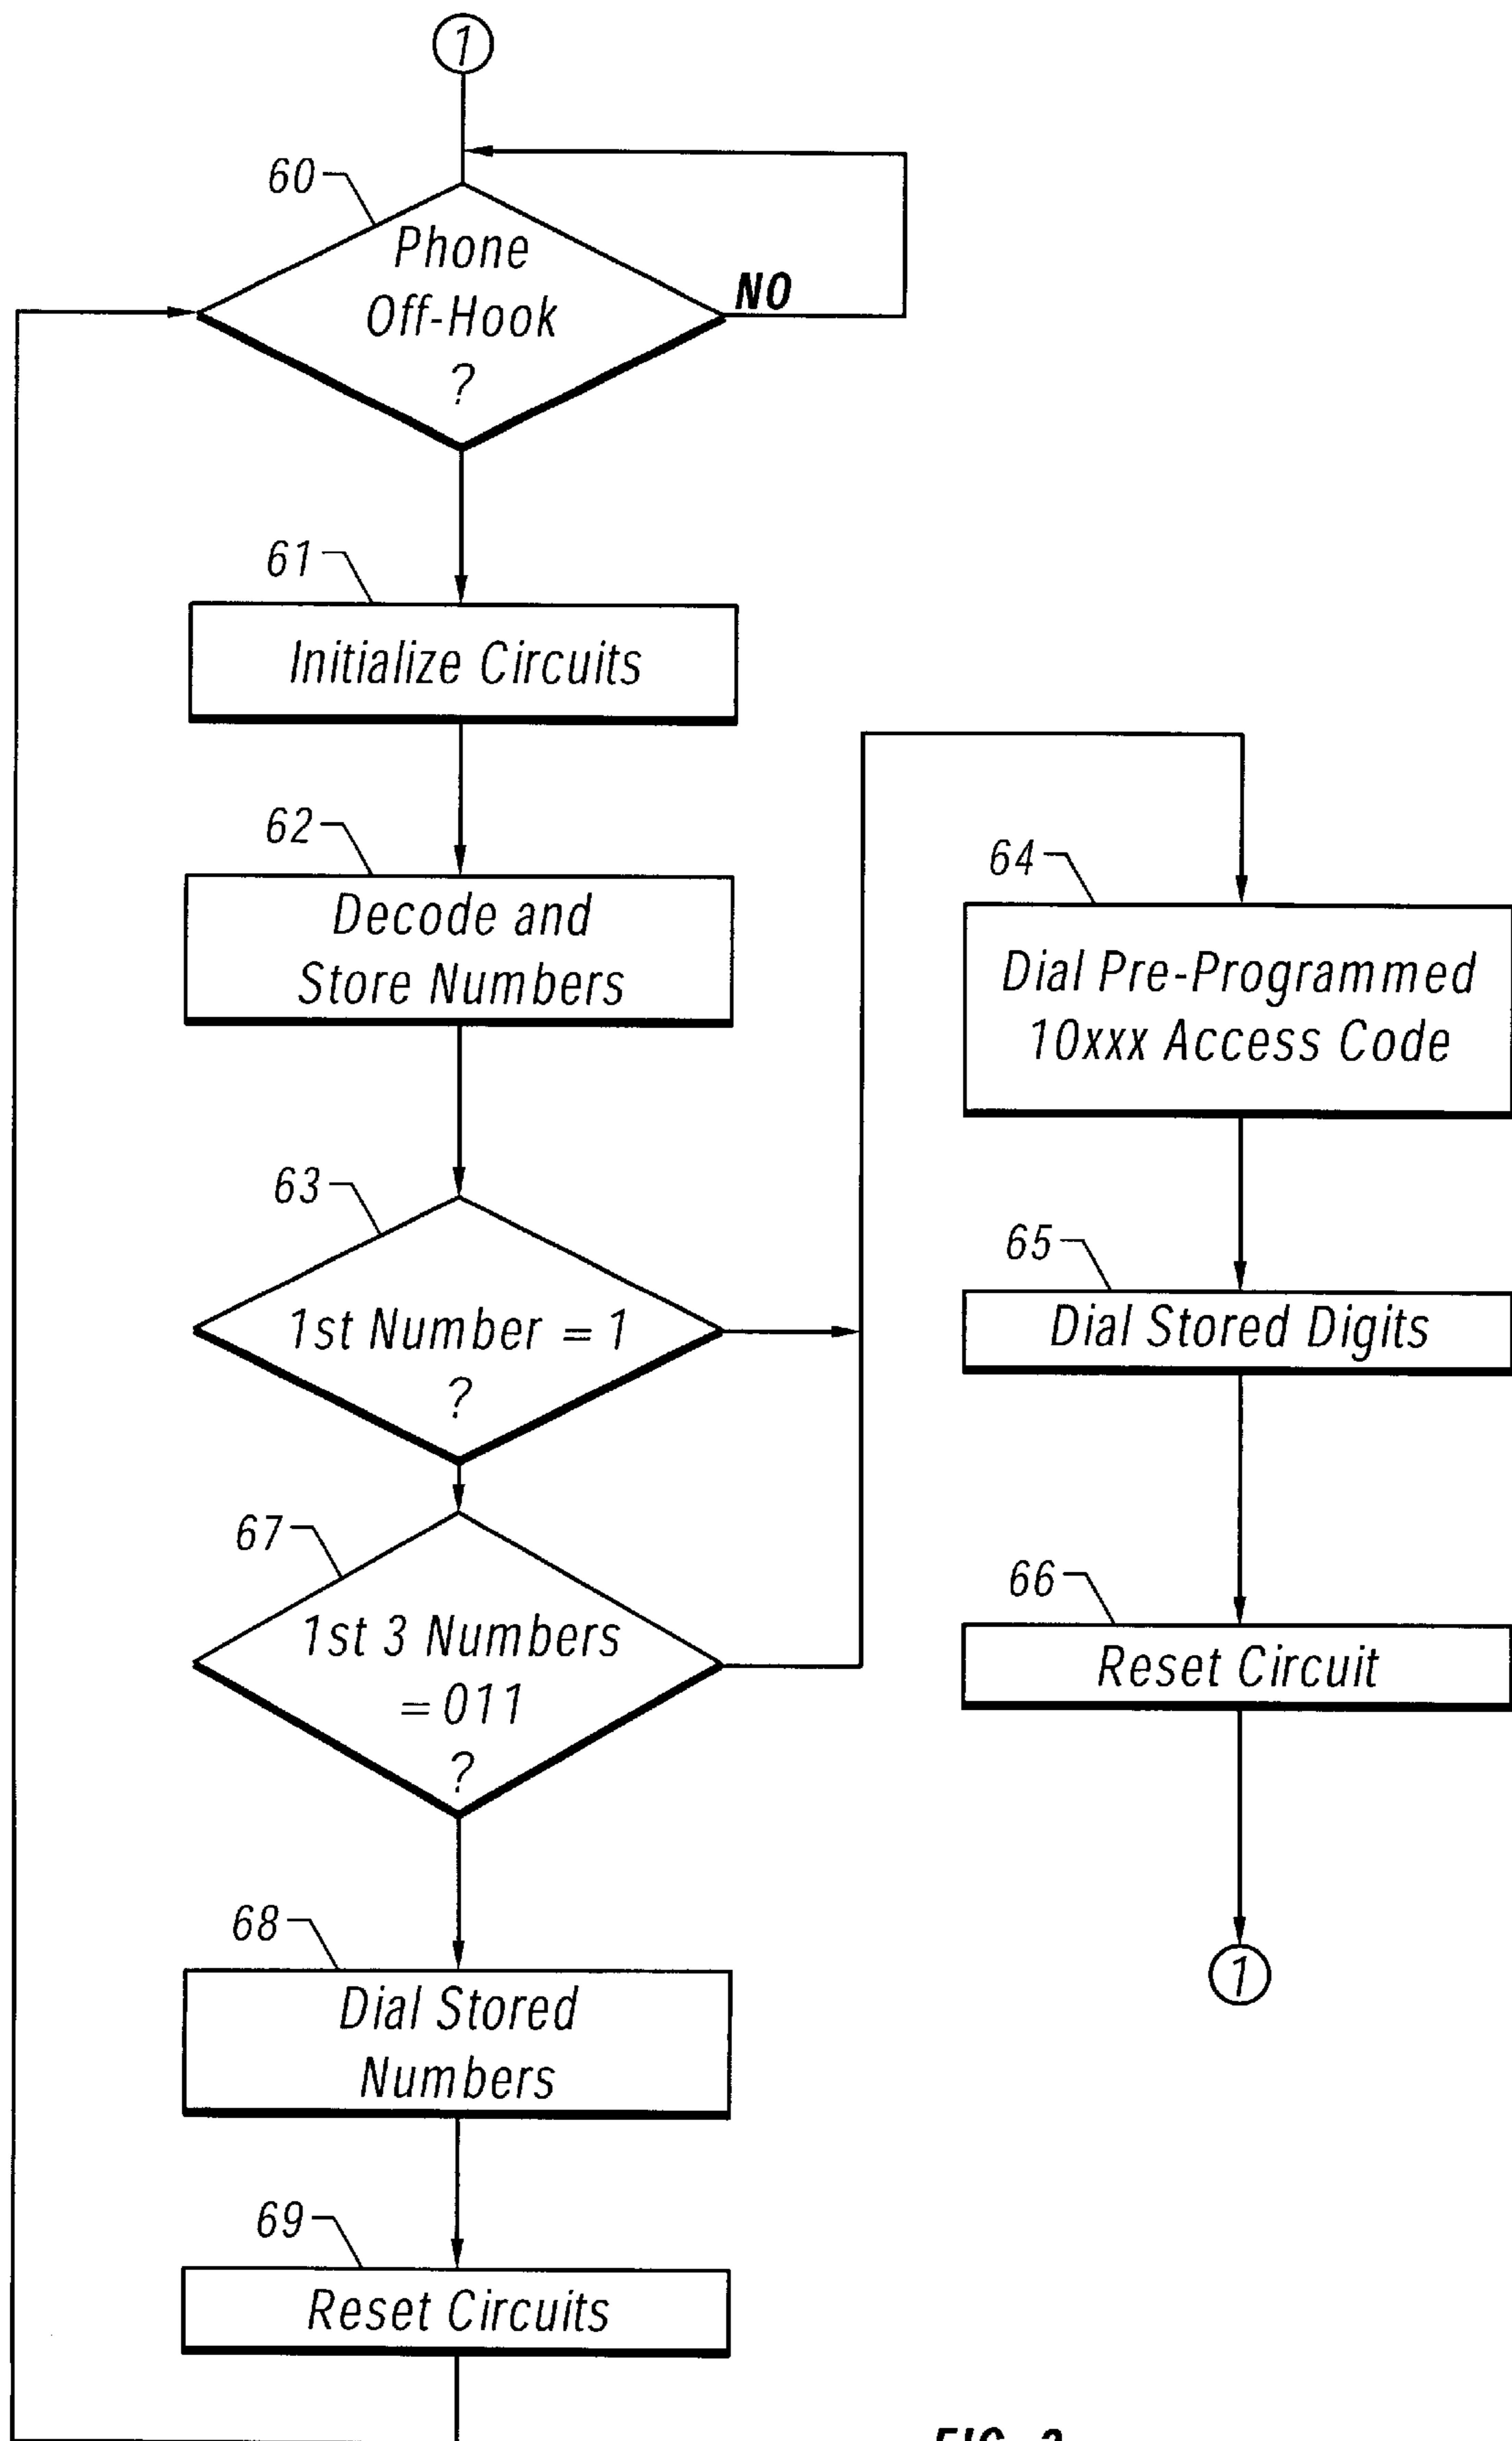 1
60
Phone
Off-Hook
?
NO
61
Initialize Circuits
62
Decode and
Store Numbers
63
1st Number = 1
?
67
1st 3 Numbers
= 011
?
68
Dial Stored
Numbers
69
Reset Circuits
64
Dial Pre-Programmed
10xxx Access Code
65
Dial Stored Digits
66
Reset Circuit
1
FIG.